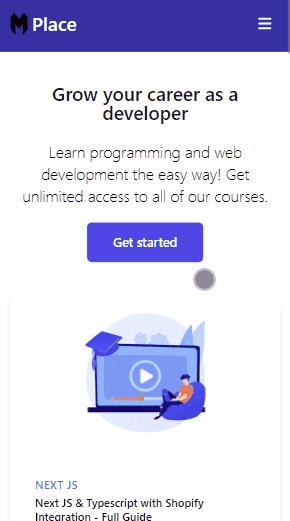 Place
Grow your career as a
developer
Learn programming and web
development the easy way! Get
unlimited access to all of our courses.
Get started
NEXT JS
Next JS & Typescript with Shopify
Integration - Full Guide